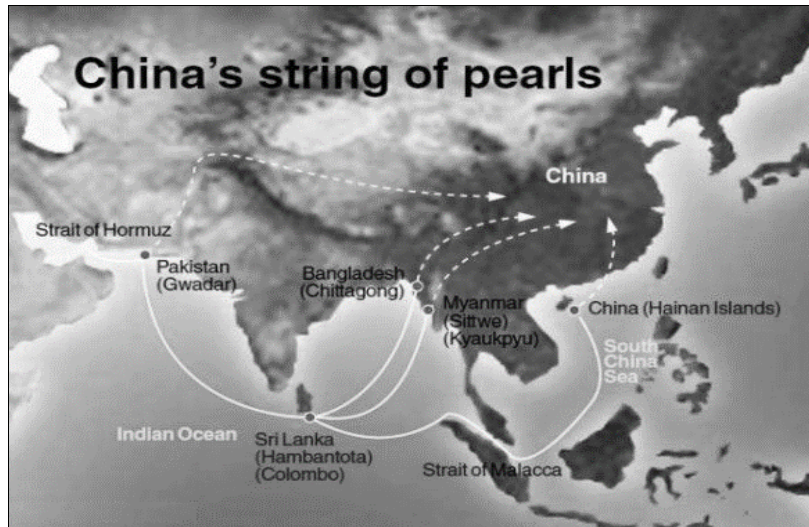 China's string of pearls
China
Strait of Hormuz
Pakistan
(Gwadar)
Bangladesh
(Chittagong)
Myanmar
(Sittwe)
(Kyaukpyu)
China (Hainan Islands)
South
China
Sea
Indian Ocean
Sri Lanka
(Hambantota)
(Colombo)
Strait of Malacca